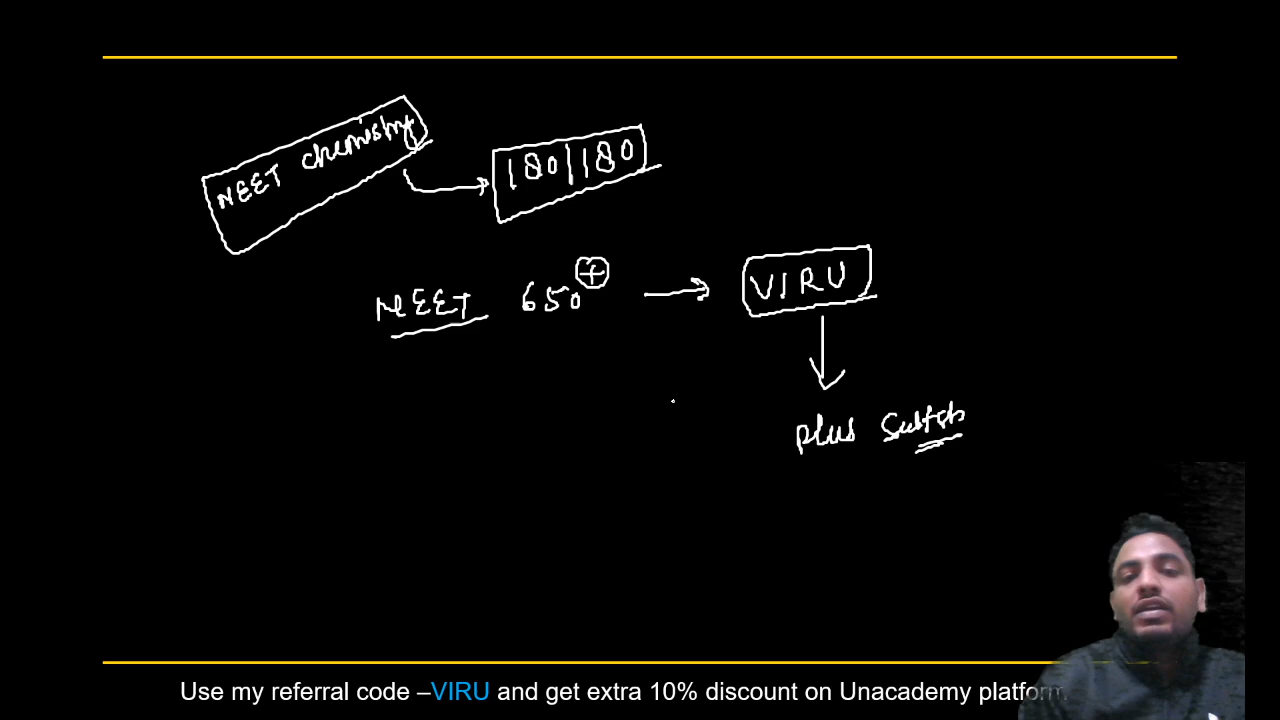 NEET Chemistry
180|180
NEET 650+
VIRU
Plus
Use my referral code –VIRU and get extra 10% discount on Unacademy platform